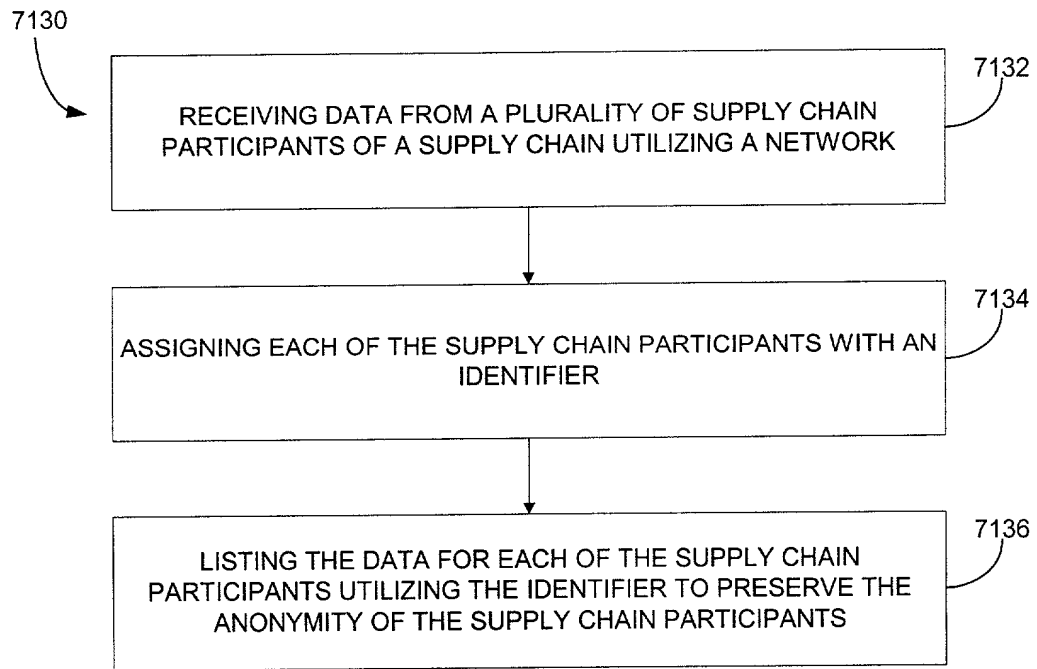 7130
7132
RECEIVING DATA FROM A PLURALITY OF SUPPLY CHAIN
PARTICIPANTS OF A SUPPLY CHAIN UTILIZING A NETWORK
7134
ASSIGNING EACH OF THE SUPPLY CHAIN PARTICIPANTS WITH AN
IDENTIFIER
7136
LISTING THE DATA FOR EACH OF THE SUPPLY CHAIN
PARTICIPANTS UTILIZING THE IDENTIFIER TO PRESERVE THE
ANONYMITY OF THE SUPPLY CHAIN PARTICIPANTS